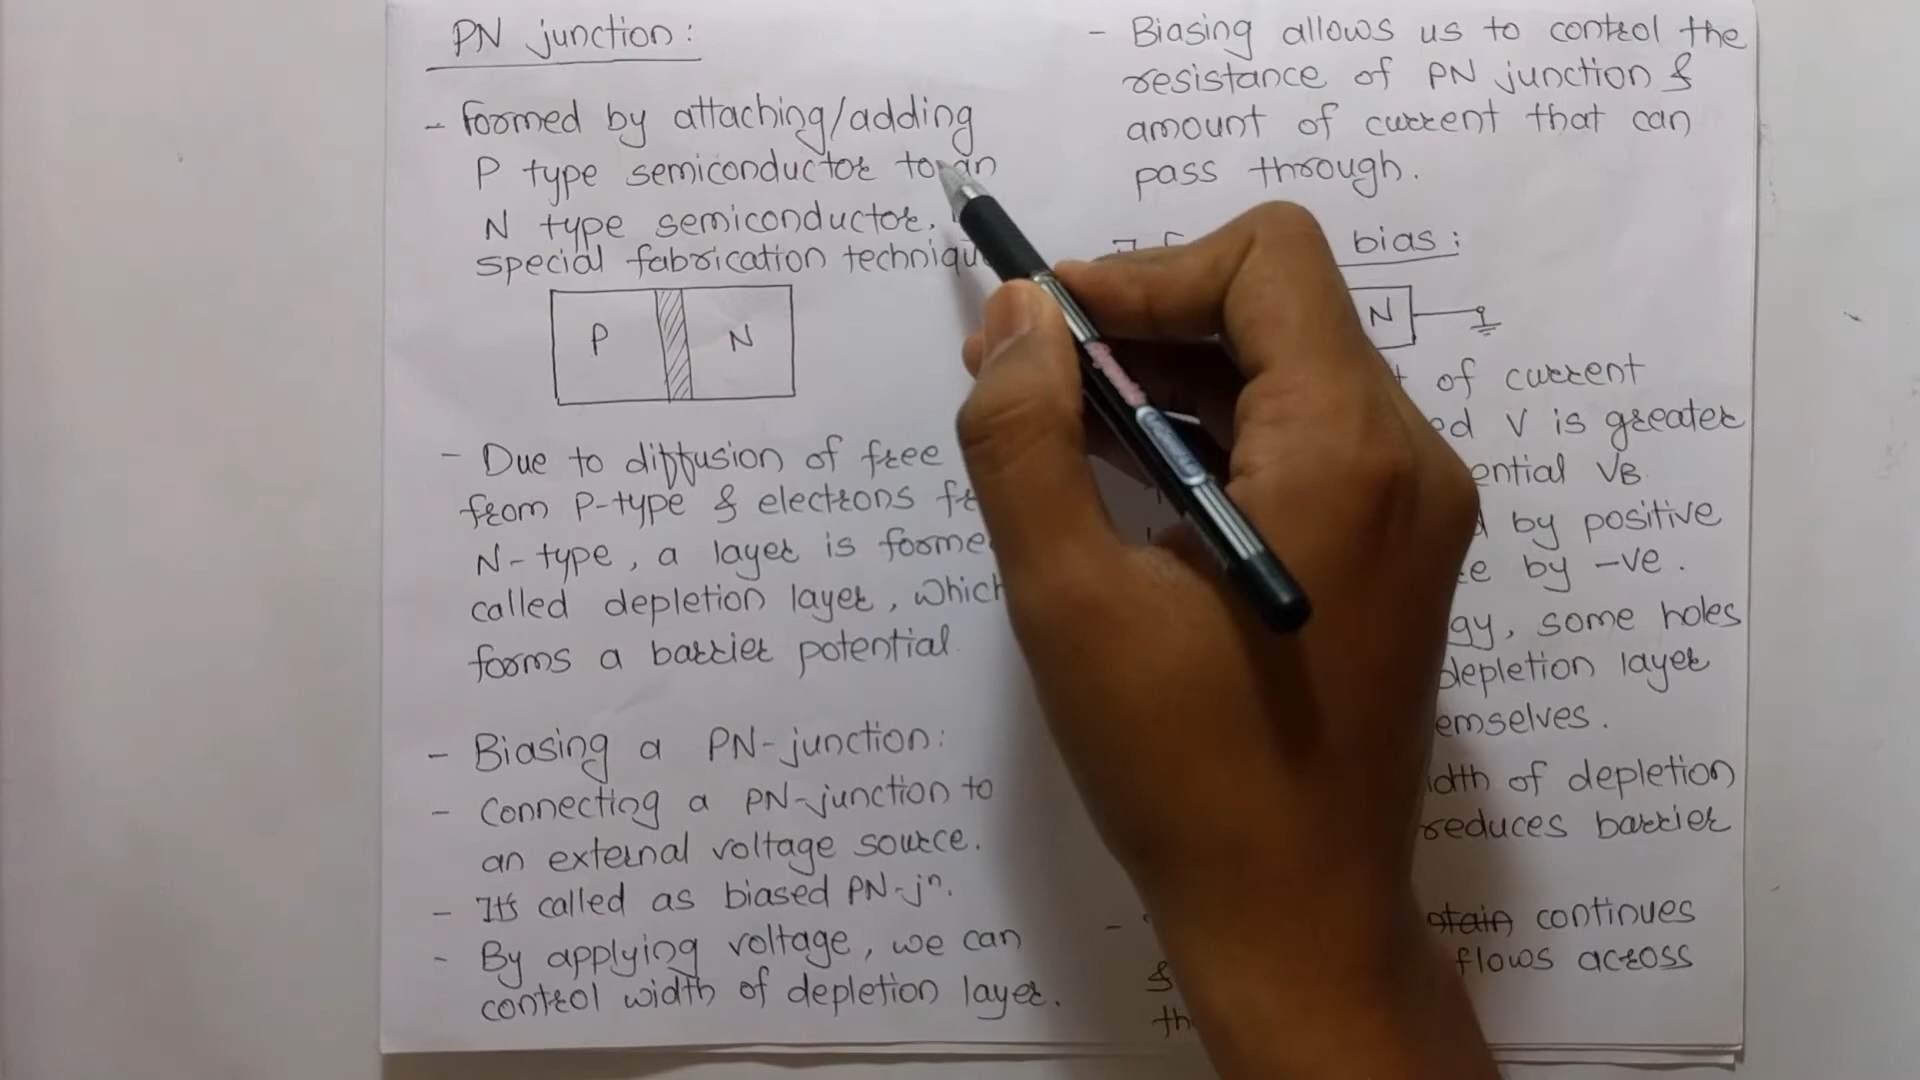 PN junction:
- formed by attaching/adding
P type semiconductor to an
N type semiconductor.
special fabrication
P N
- Due to diffusion of free
from P-type & electrons
N-type, a layer is
called depletion layer, which
forms a barrier potential.
- Biasing a PN-junction:
- Connecting a PN-junction to
an external voltage source.
- It's called as biased PN-jn.
- By applying voltage, we can
control width of depletion layer.
- Biasing allows us to control the
resistance of PN junction &
amount of current that can
pass through.
bias:
N
of current
V is greater
VB.
by positive
by -ve.
some holes
depletion layer
of depletion
reduces barrier
- continues
& flows across